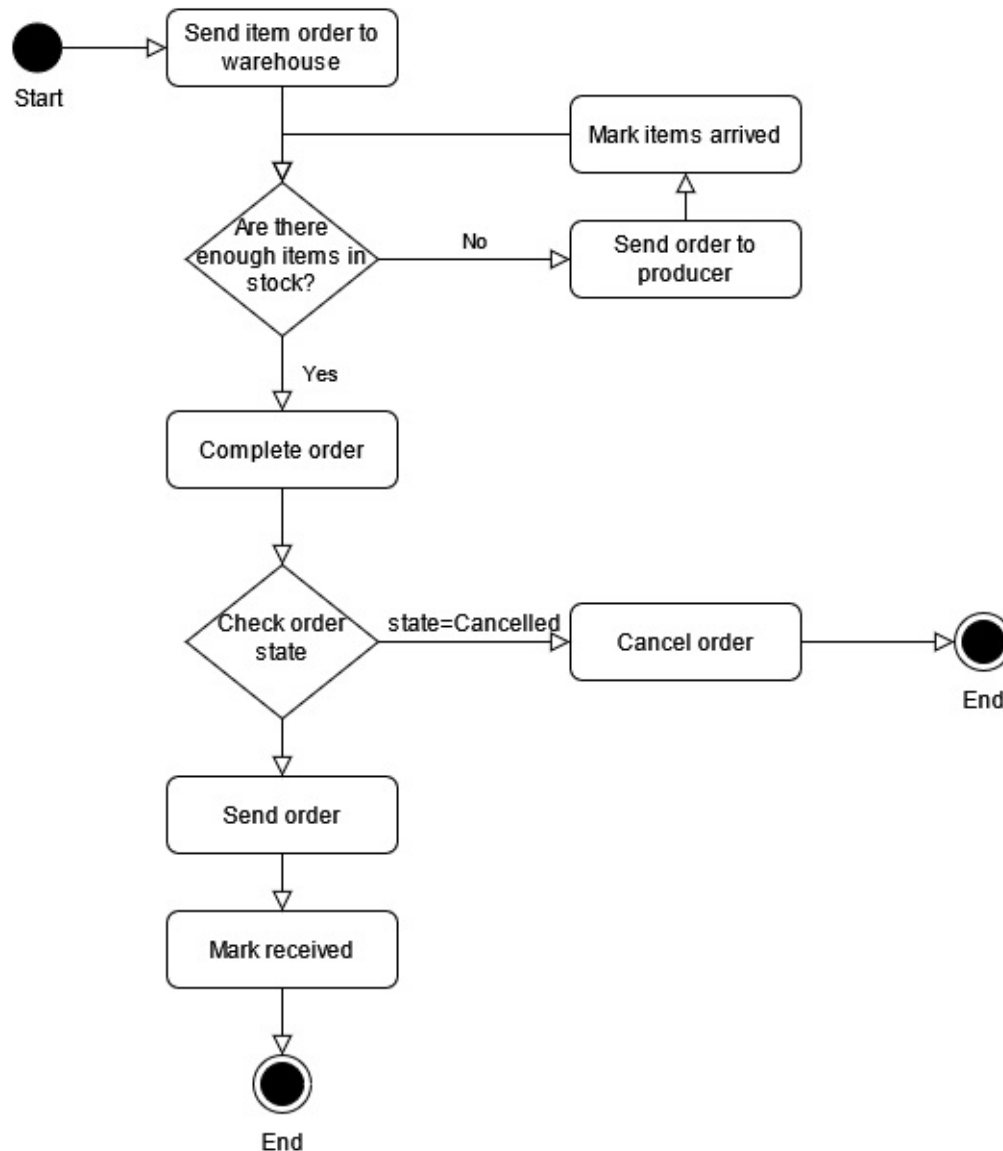 Send item order to
warehouse
Start
Mark items arrived
Are there
enough items in
stock?
No
Send order to
producer
Yes
Complete order
Check order
state
state=Cancelled
Cancel order
End
Send order
Mark received
End